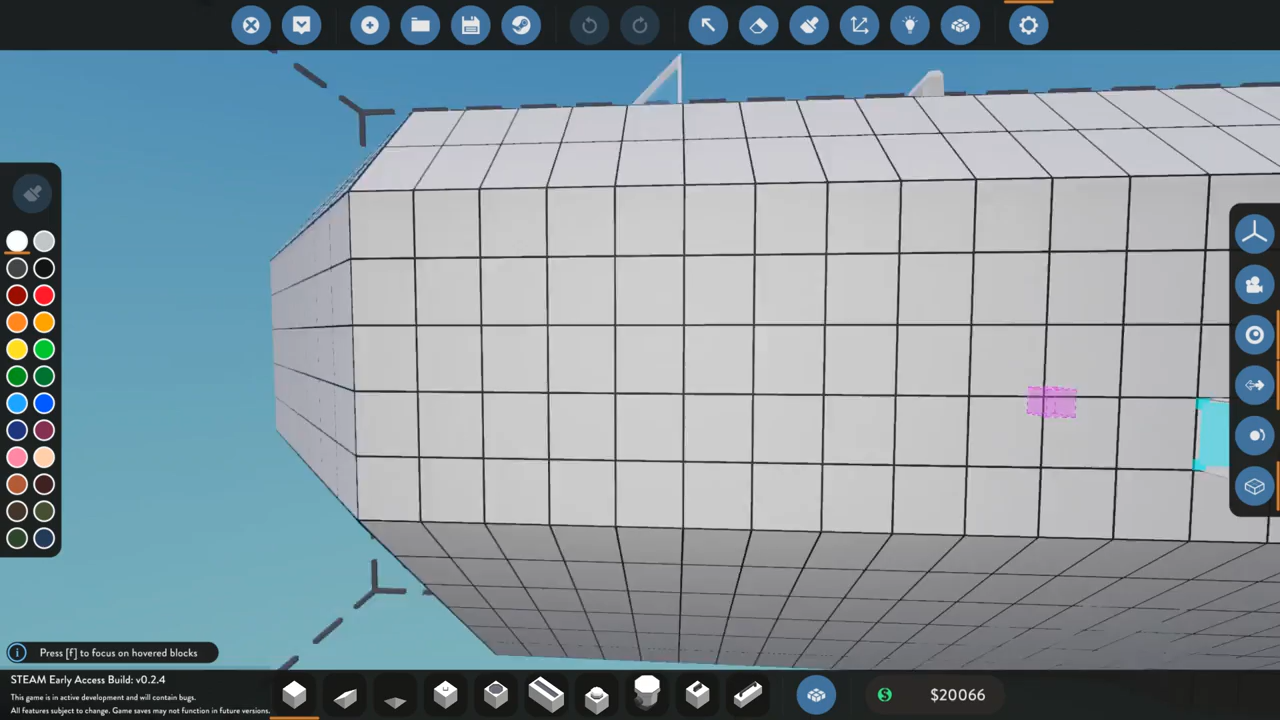 Press [f] to focus on hovered blocks
STEAM Early Access Build: v0.2.4
This game is in active development and will contain bugs.
All features subject to change. Game saves may not function in future versions.
$20066